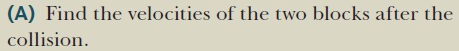 (A) Find the velocities of the two blocks after the
collision.